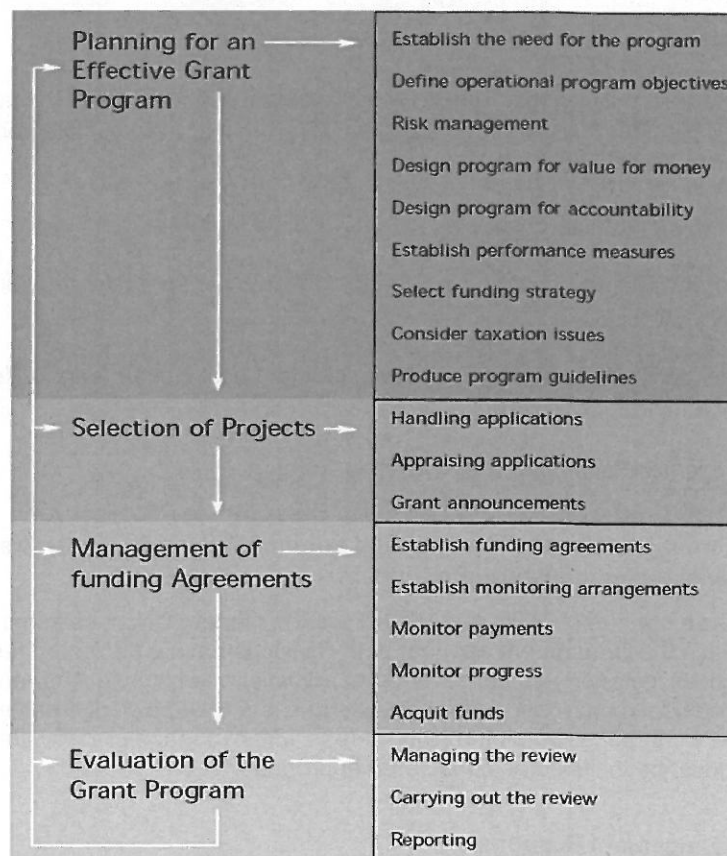 Planning for an
Effective Grant
Program
Establish the need for the program
Define operational program objectives
Risk management
Design program for value for money
Design program for accountability
Establish performance measures
Select funding strategy
Consider taxation issues
Produce program guidelines
Selection of Projects
Handling applications
Appraising applications
Grant announcements
Management of
funding Agreements
Establish funding agreements
Establish monitoring arrangements
Monitor payments
Monitor progress
Acquit funds
Evaluation of the
Grant Program
Managing the review
Carrying out the review
Reporting